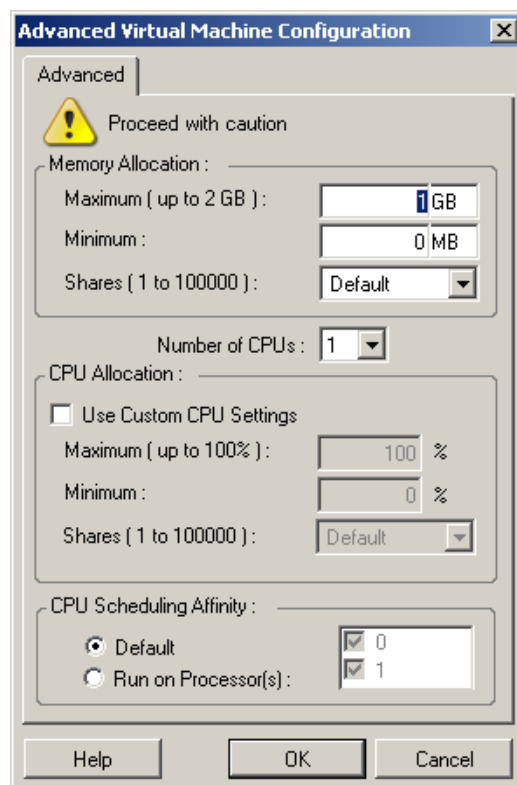 Advanced Virtual Machine Configuration
Advanced
Proceed with caution
Memory Allocation :
Maximum ( up to 2 GB ) : 1 GB
Minimum : 0 MB
Shares ( 1 to 100000 ) : Default
Number of CPUs : 1
CPU Allocation :
Use Custom CPU Settings
Maximum ( up to 100% ) : 100 %
Minimum : 0 %
Shares ( 1 to 100000 ) : Default
CPU Scheduling Affinity :
Default 0
Run on Processor(s) : 1
Help OK Cancel